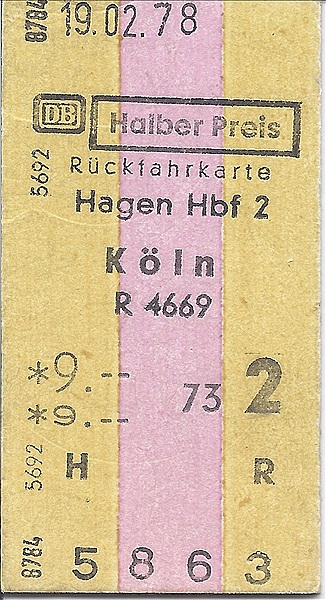 8784 19.02.78
DB Halber Preis
5692 Rückfahrkarte
Hagen Hbf 2
Köln
R 4669
*9.--
73 2
*9.--
5692 H R
8784 5 8 6 3